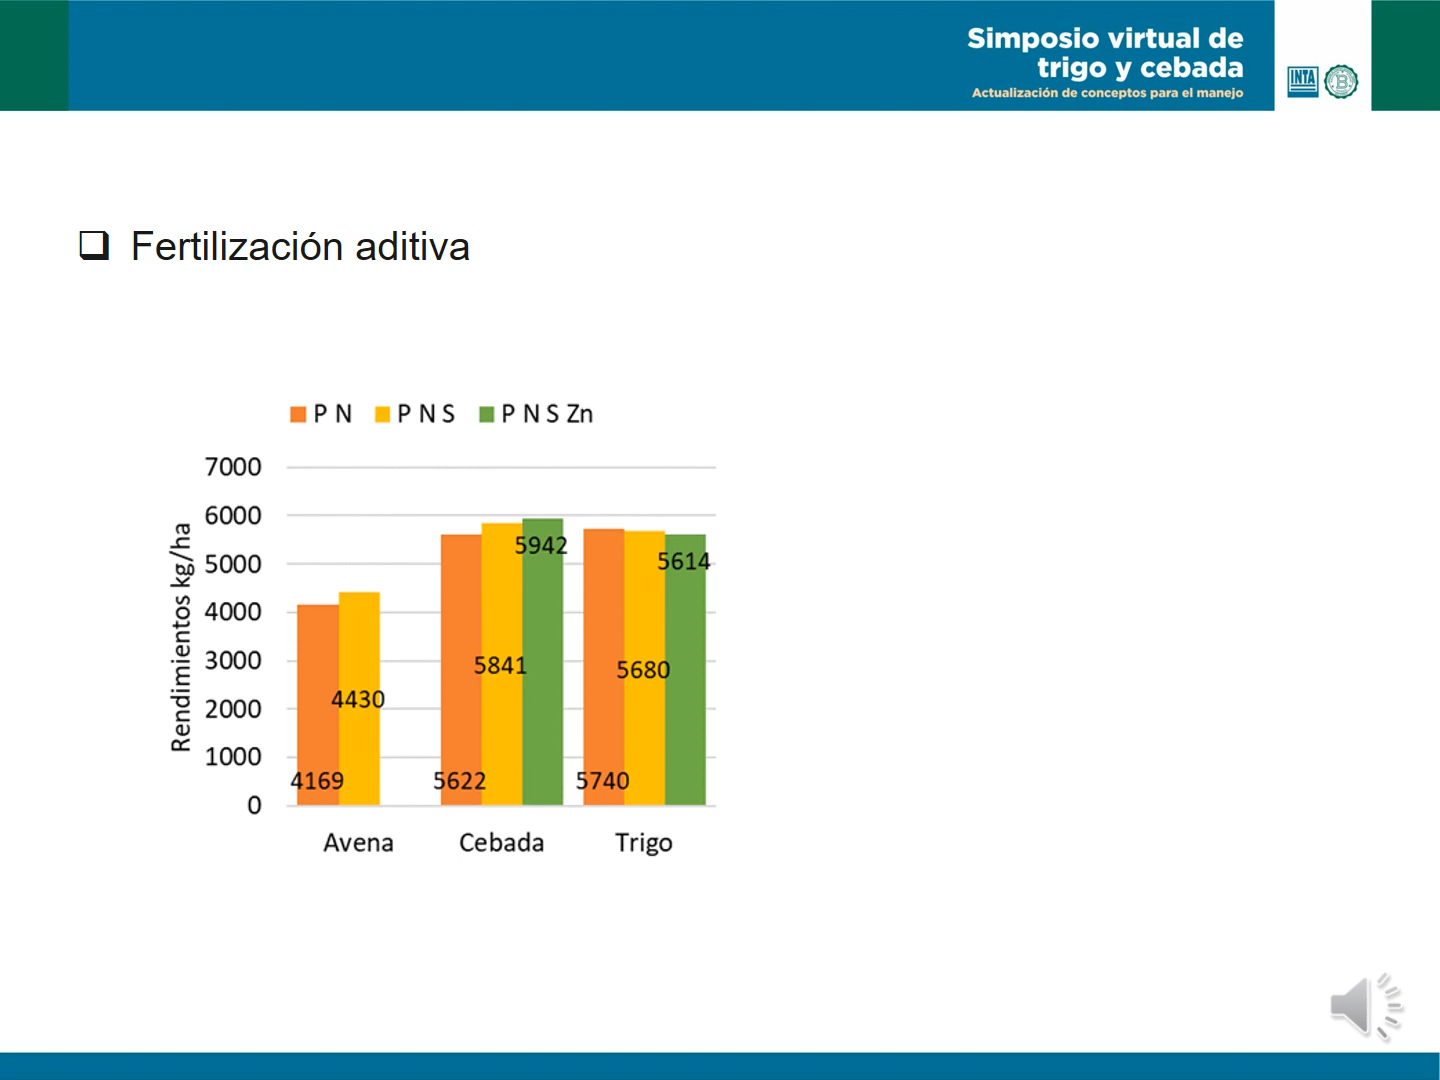 Simposio virtual de
trigo y cebada
Actualización de conceptos para el manejo
INTA
B
Fertilización aditiva
P N P N S P N S Zn
Rendimientos kg/ha
7000
6000
5000
4000
3000
2000
1000
0
4169
4430
5622
5841
5942
5740
5680
5614
Avena Cebada Trigo